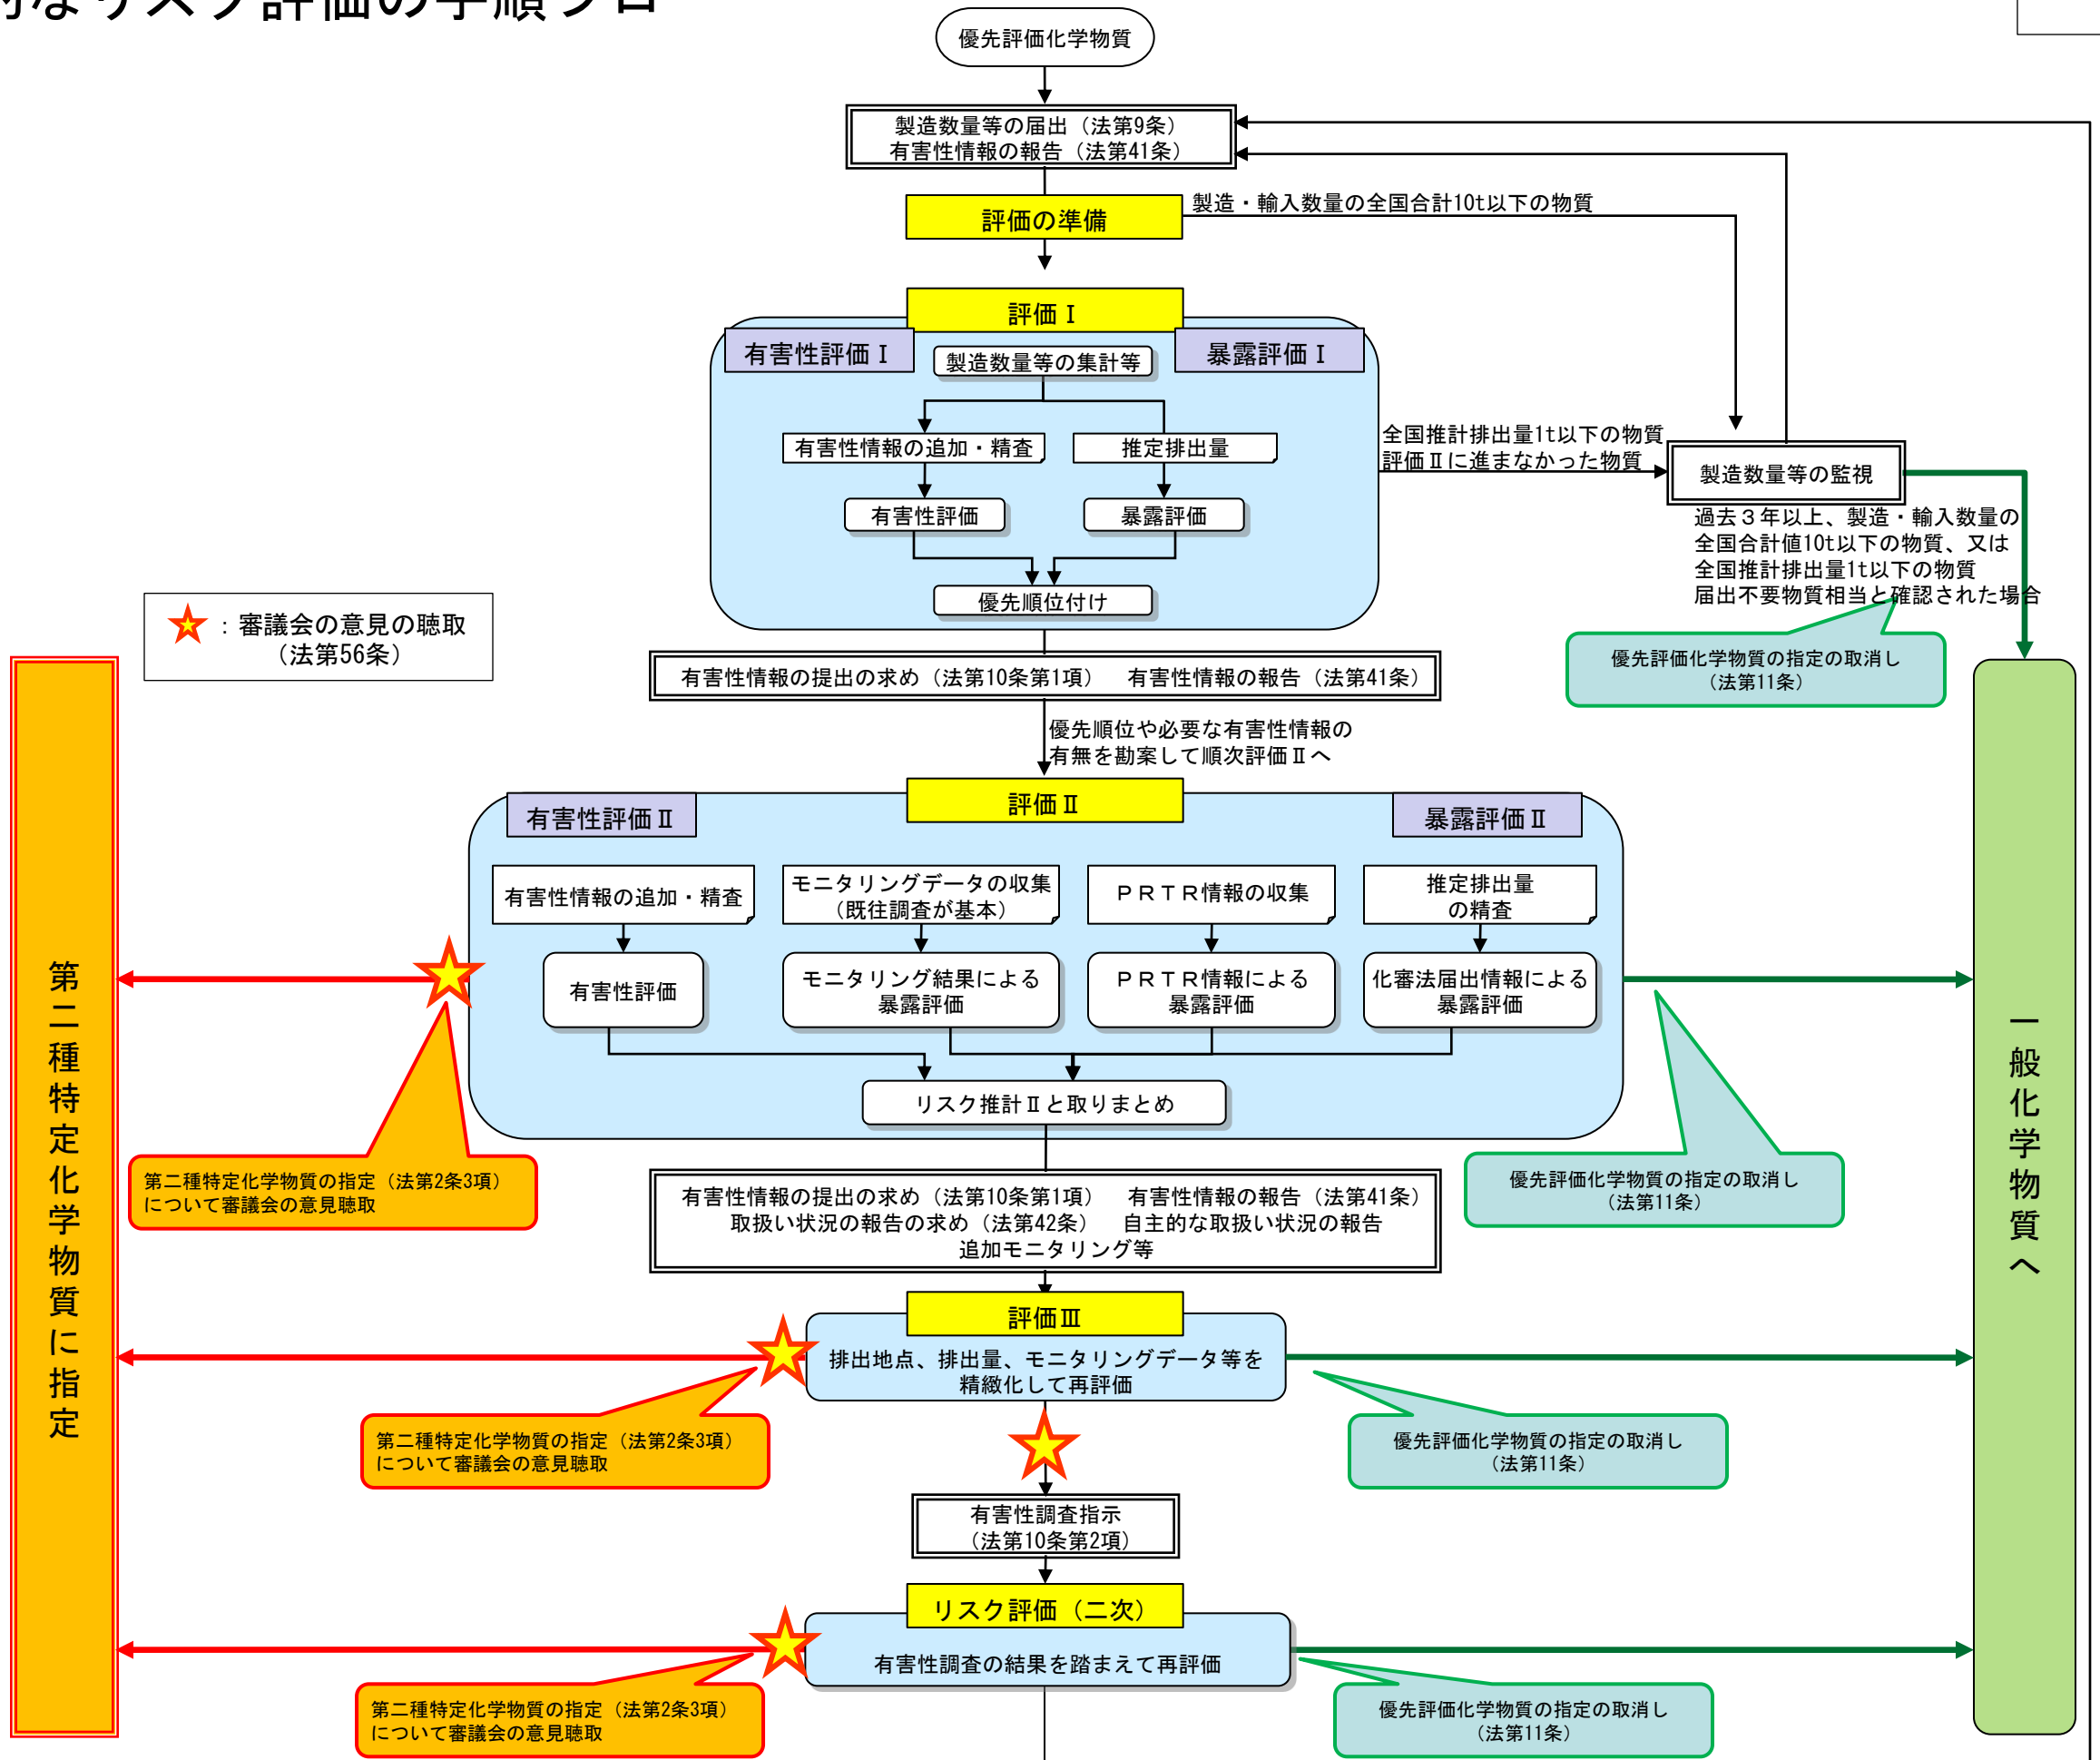 的なリスク評価の手順フロー
優先評価化学物質
製造数量等の届出（法第9条）
有害性情報の報告（法第41条）
評価の準備
製造・輸入数量の全国合計10t以下の物質
評価Ⅰ
有害性評価Ⅰ
暴露評価Ⅰ
製造数量等の集計等
有害性情報の追加・精査
推定排出量
有害性評価
暴露評価
優先順位付け
全国推計排出量1t以下の物質
評価Ⅱに進まなかった物質
製造数量等の監視
過去３年以上、製造・輸入数量の
全国合計値10t以下の物質、又は
全国推計排出量1t以下の物質
届出不要物質相当と確認された場合
優先評価化学物質の指定の取消し
（法第11条）
：審議会の意見の聴取
（法第56条）
有害性情報の提出の求め（法第10条第1項）　有害性情報の報告（法第41条）
優先順位や必要な有害性情報の
有無を勘案して順次評価Ⅱへ
評価Ⅱ
有害性評価Ⅱ
暴露評価Ⅱ
有害性情報の追加・精査
モニタリングデータの収集
（既往調査が基本）
ＰＲＴＲ情報の収集
推定排出量
の精査
有害性評価
モニタリング結果による
暴露評価
ＰＲＴＲ情報による
暴露評価
化審法届出情報による
暴露評価
リスク推計Ⅱと取りまとめ
第二種特定化学物質の指定（法第2条3項）
について審議会の意見聴取
優先評価化学物質の指定の取消し
（法第11条）
有害性情報の提出の求め（法第10条第1項）　有害性情報の報告（法第41条）
取扱い状況の報告の求め（法第42条）　自主的な取扱い状況の報告
追加モニタリング等
評価Ⅲ
排出地点、排出量、モニタリングデータ等を
精緻化して再評価
第二種特定化学物質の指定（法第2条3項）
について審議会の意見聴取
優先評価化学物質の指定の取消し
（法第11条）
有害性調査指示
（法第10条第2項）
リスク評価（二次）
有害性調査の結果を踏まえて再評価
第二種特定化学物質の指定（法第2条3項）
について審議会の意見聴取
優先評価化学物質の指定の取消し
（法第11条）
第二種特定化学物質に指定
一般化学物質へ